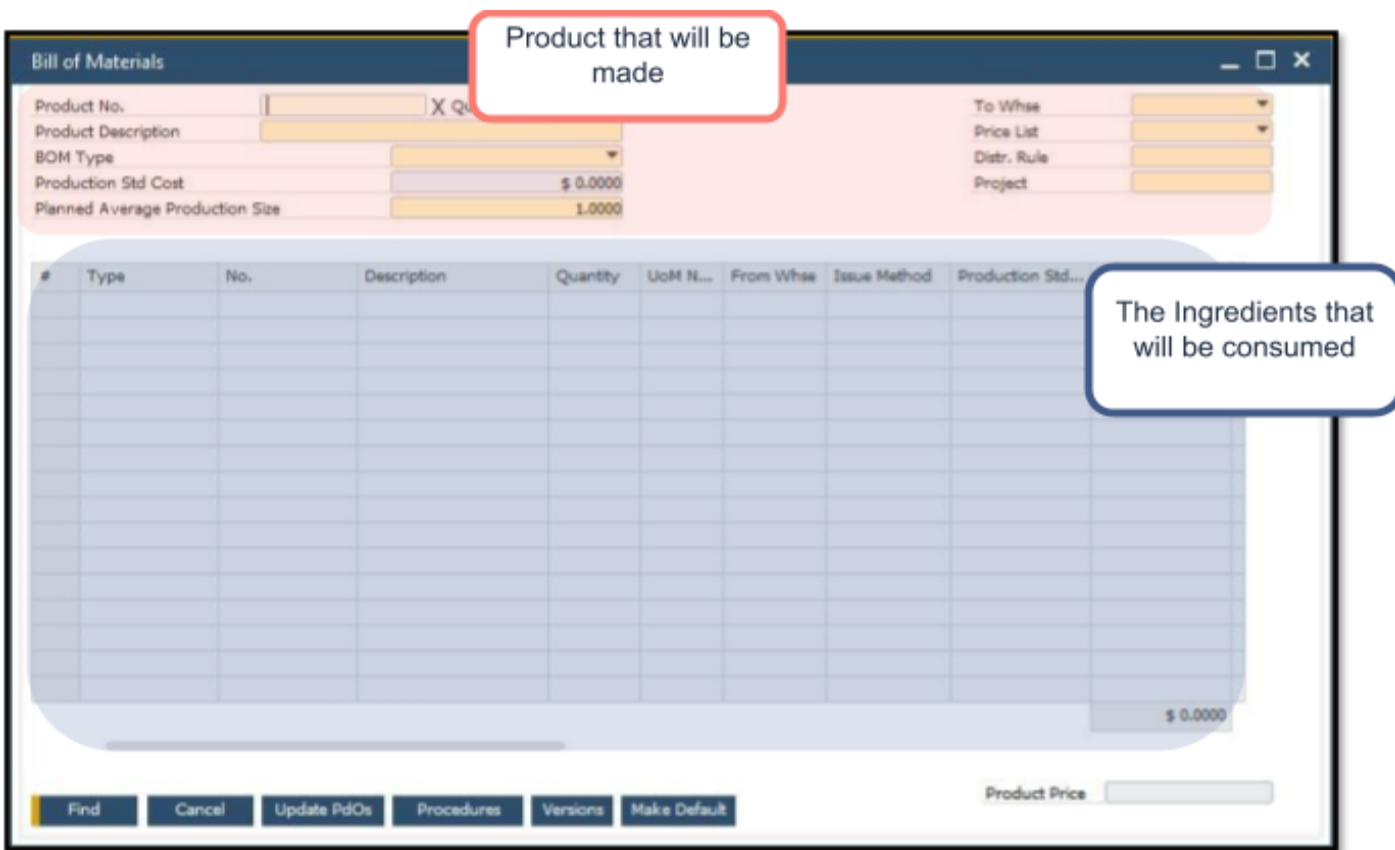 Product that will be
made
Bill of Materials
Product No. X Qu
To Whse
Product Description
Price List
BOM Type
Distr. Rule
Production Std Cost $ 0.0000
Project
Planned Average Production Size 1.0000
# Type No. Description Quantity UoM N... From Whse Issue Method Production Std...
The Ingredients that
will be consumed
$ 0.0000
Product Price
Find Cancel Update PdOs Procedures Versions Make Default